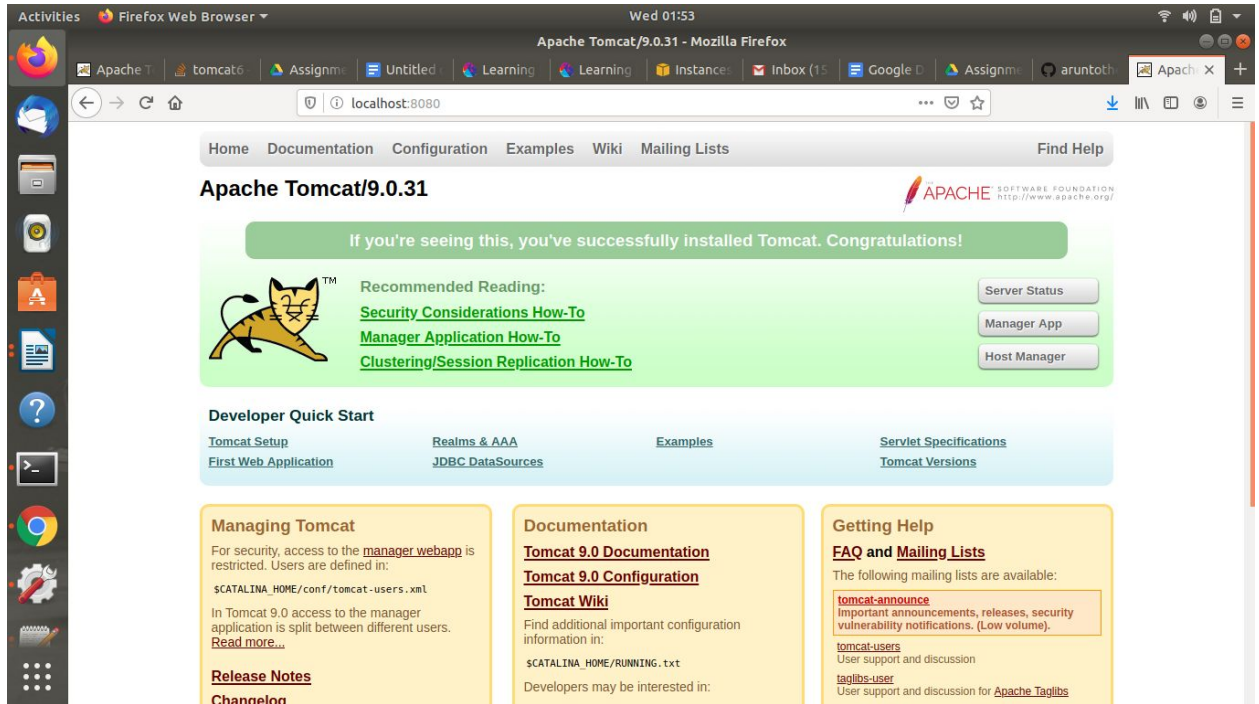 Activities Firefox Web Browser Wed 01:53
Apache Tomcat/9.0.31 - Mozilla Firefox
Apache T tomcat6 Assignme Untitled Learning Learning Instances Inbox (15 Google D Assignme aruntoth Apach
localhost:8080
Home Documentation Configuration Examples Wiki Mailing Lists Find Help
Apache Tomcat/9.0.31
THE APACHE SOFTWARE FOUNDATION
http://www.apache.org/
If you're seeing this, you've successfully installed Tomcat. Congratulations!
TM
Recommended Reading:
Security Considerations How-To
Manager Application How-To
Clustering/Session Replication How-To
Server Status
Manager App
Host Manager
Developer Quick Start
Tomcat Setup
First Web Application
Realms & AAA
JDBC DataSources
Examples
Servlet Specifications
Tomcat Versions
Managing Tomcat
For security, access to the manager webapp is
restricted. Users are defined in:
$CATALINA_HOME/conf/tomcat-users.xml
In Tomcat 9.0 access to the manager
application is split between different users.
Read more...
Release Notes
Changelog
Documentation
Tomcat 9.0 Documentation
Tomcat 9.0 Configuration
Tomcat Wiki
Find additional important configuration
information in:
$CATALINA_HOME/RUNNING.txt
Developers may be interested in:
Getting Help
FAQ and Mailing Lists
The following mailing lists are available:
tomcat-announce
Important announcements, releases, security
vulnerability notifications. (Low volume).
tomcat-users
User support and discussion
taglibs-user
User support and discussion for Apache Taglibs